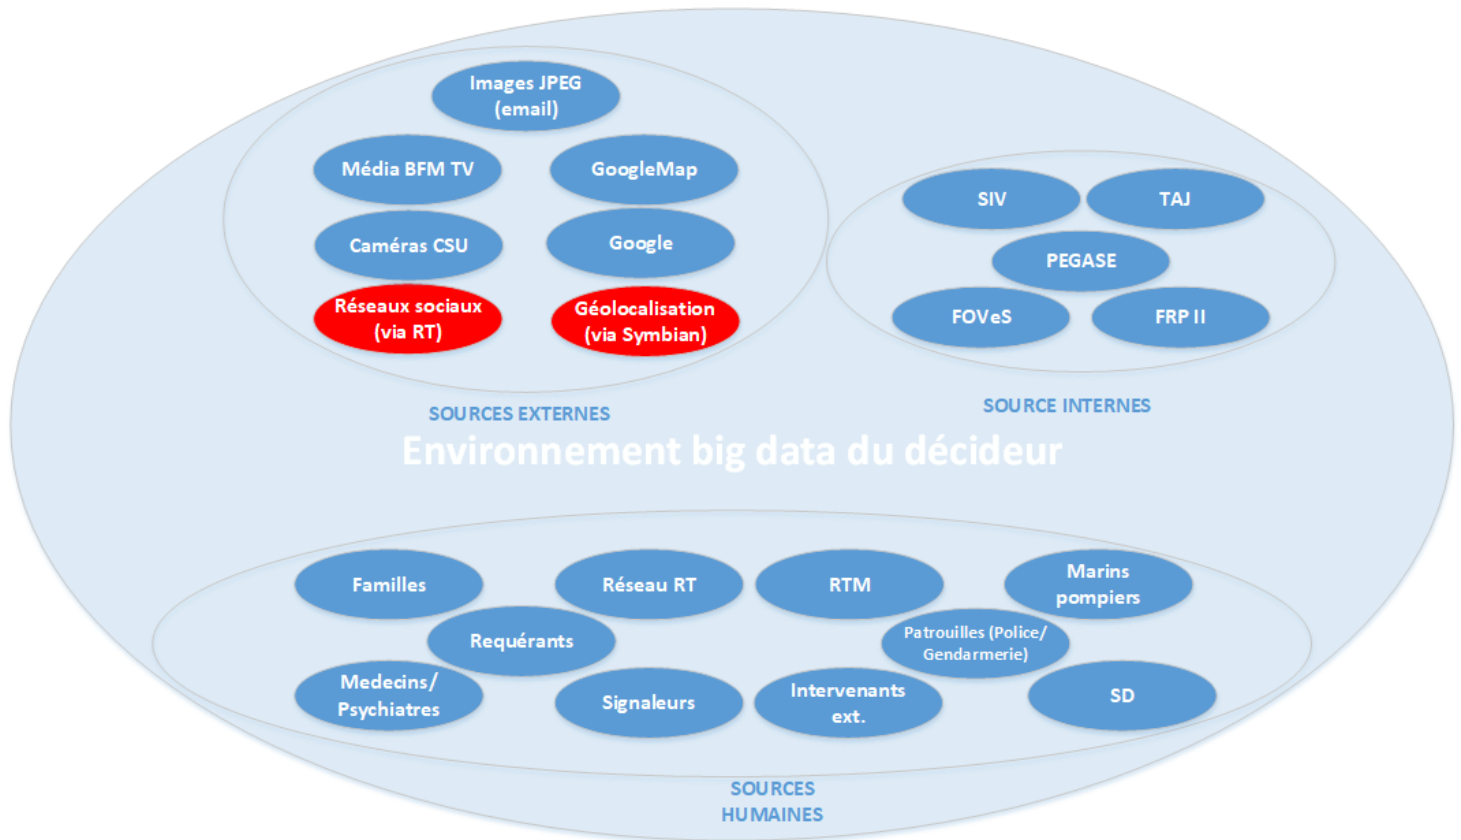 Images JPEG
(email)
Média BFM TV
GoogleMap
Caméras CSU
Google
Réseaux sociaux
(via RT)
Géolocalisation
(via Symbian)
SOURCES EXTERNES
SIV
TAJ
PEGASE
FOVeS
FRP II
SOURCE INTERNES
Environnement big data du décideur
Familles
Réseau RT
RTM
Marins
pompiers
Requérants
Patrouilles (Police/
Gendarmerie)
Medecins/
Psychiatres
Signaleurs
Intervenants
ext.
SD
SOURCES
HUMAINES